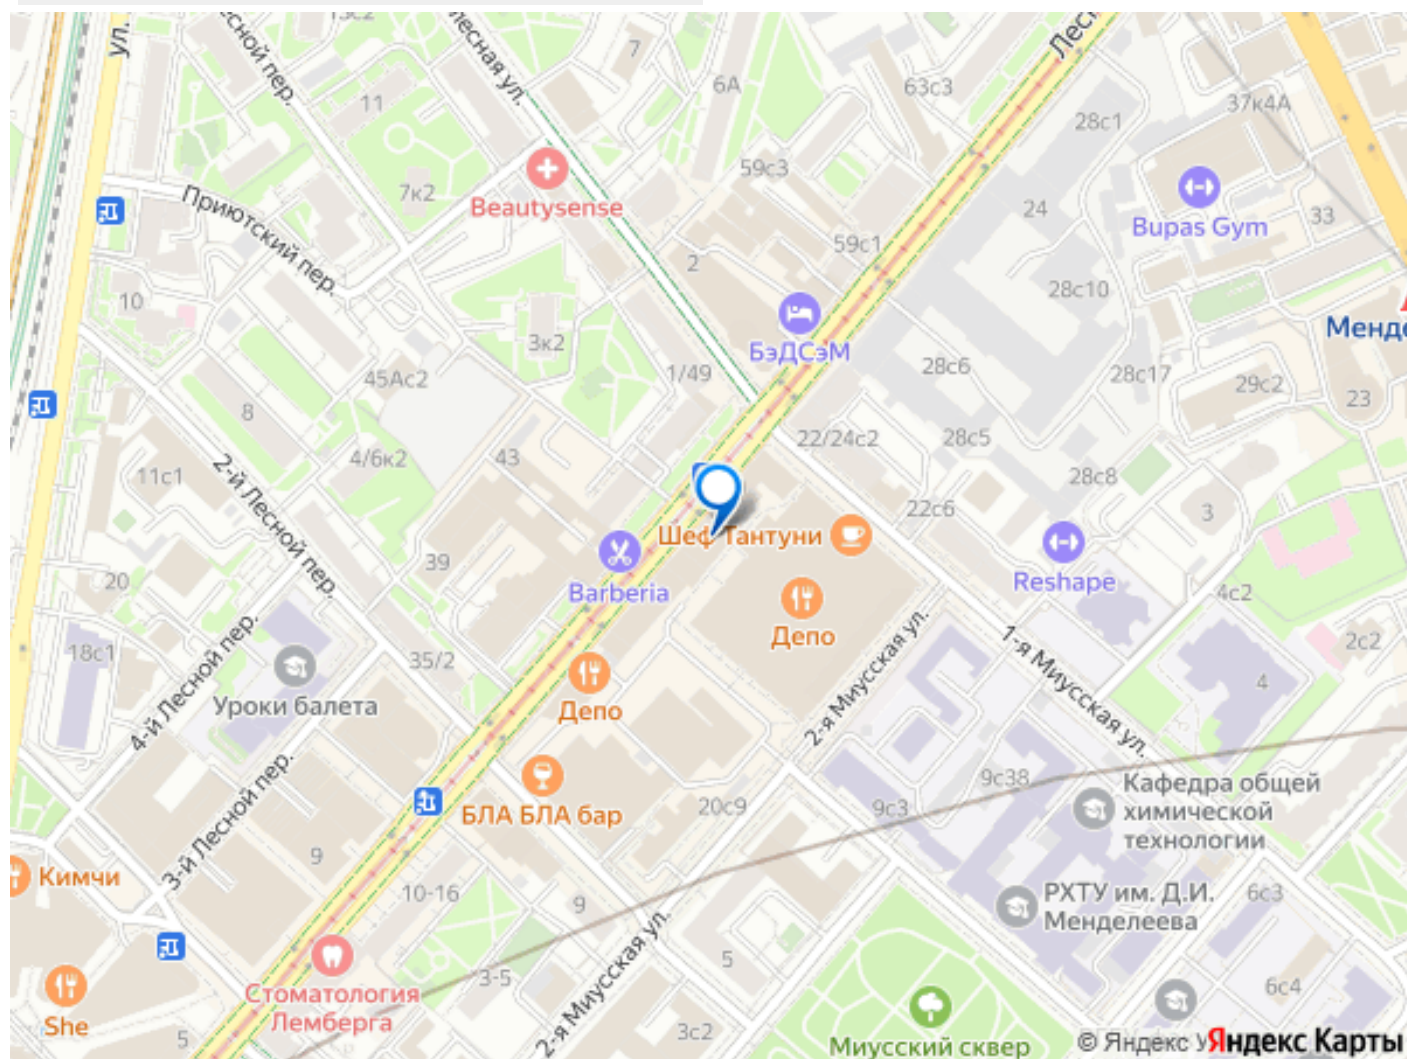 13с2
Лесной пер.
Лесная ул.
ул.
7
6А
63с3
Лес
37к4А
11
28с1
59с3
7к2
Beautysense
Приютский пер.
24
33
Bupas Gym
59с1
2
10
28с10
Менде
БэДСэМ
3к2
28с6
1/49
45Ас2
28с17
29с2
23
8
22/24с2
28с5
4/6к2
43
11с1
28с8
2-й Лесной пер.
22с6
3
Шеф Тантуни
39
Barberia
Reshape
20
4с2
Депо
18с1
4-й Лесной пер.
35/2
2-я Миусская ул.
1-я Миусская ул.
2с2
4
Уроки балета
Депо
БЛА БЛА бар
20с9
9с38
9с3
Кафедра общей
химической
технологии
3-й Лесной пер.
9
Кимчи
10-16
9
РХТУ им. Д.И.
Менделеева
6с3
2-я Миусская ул.
5
3-5
6с4
Стоматология
Лемберга
She
5
3с2
Миусский сквер
© Яндекс У
Яндекс Карты